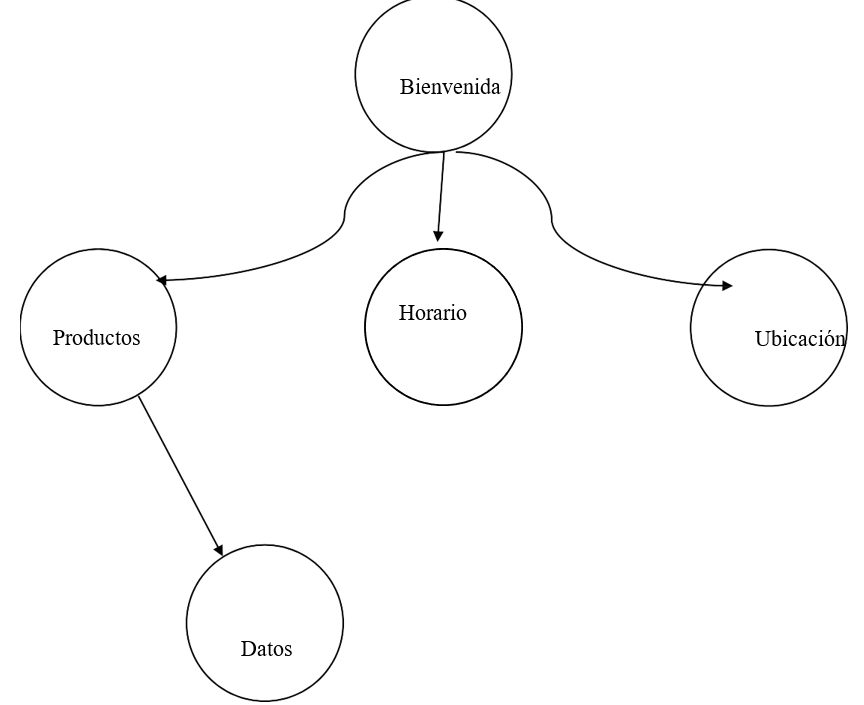 Bienvenida
Productos
Horario
Ubicación
Datos